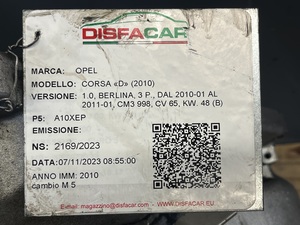 DISFACAR
MARCA: OPEL
MODELLO: CORSA «D» (2010)
VERSIONE: 1.0, BERLINA, 3 P., DAL 2010-01 AL
2011-01, CM3 998, CV 65, KW. 48 (B)
P5: A10XEP
EMISSIONE:
NS: 2169/2023
DATA:07/11/2023 08:55:00
ANNO IMM: 2010
cambio M 5
E-mail: magazzino@disfacar.eu - www.DISFACAR.EU